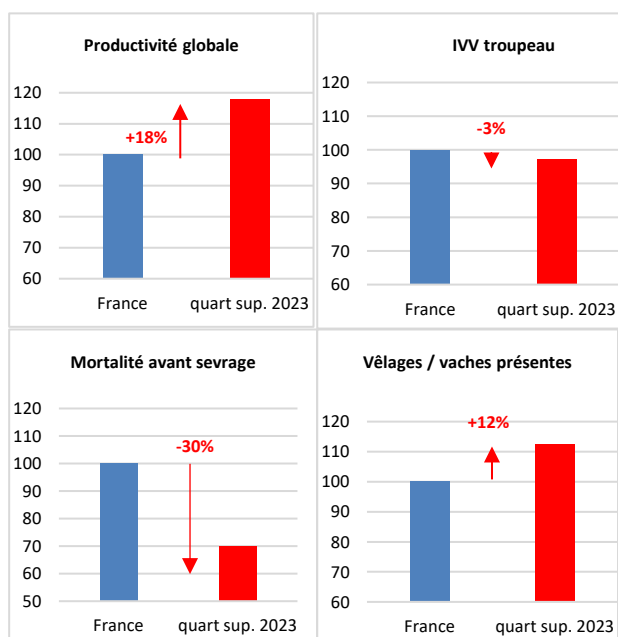 Productivité globale
120
110
100
90
80
70
60
+18%
France
quart sup. 2023
IVV troupeau
120
110
100
90
80
70
60
-3%
France
quart sup. 2023
Mortalité avant sevrage
120
110
100
90
80
70
60
50
-30%
France
quart sup. 2023
Vêlages / vaches présentes
120
110
100
90
80
70
60
+12%
France
quart sup. 2023